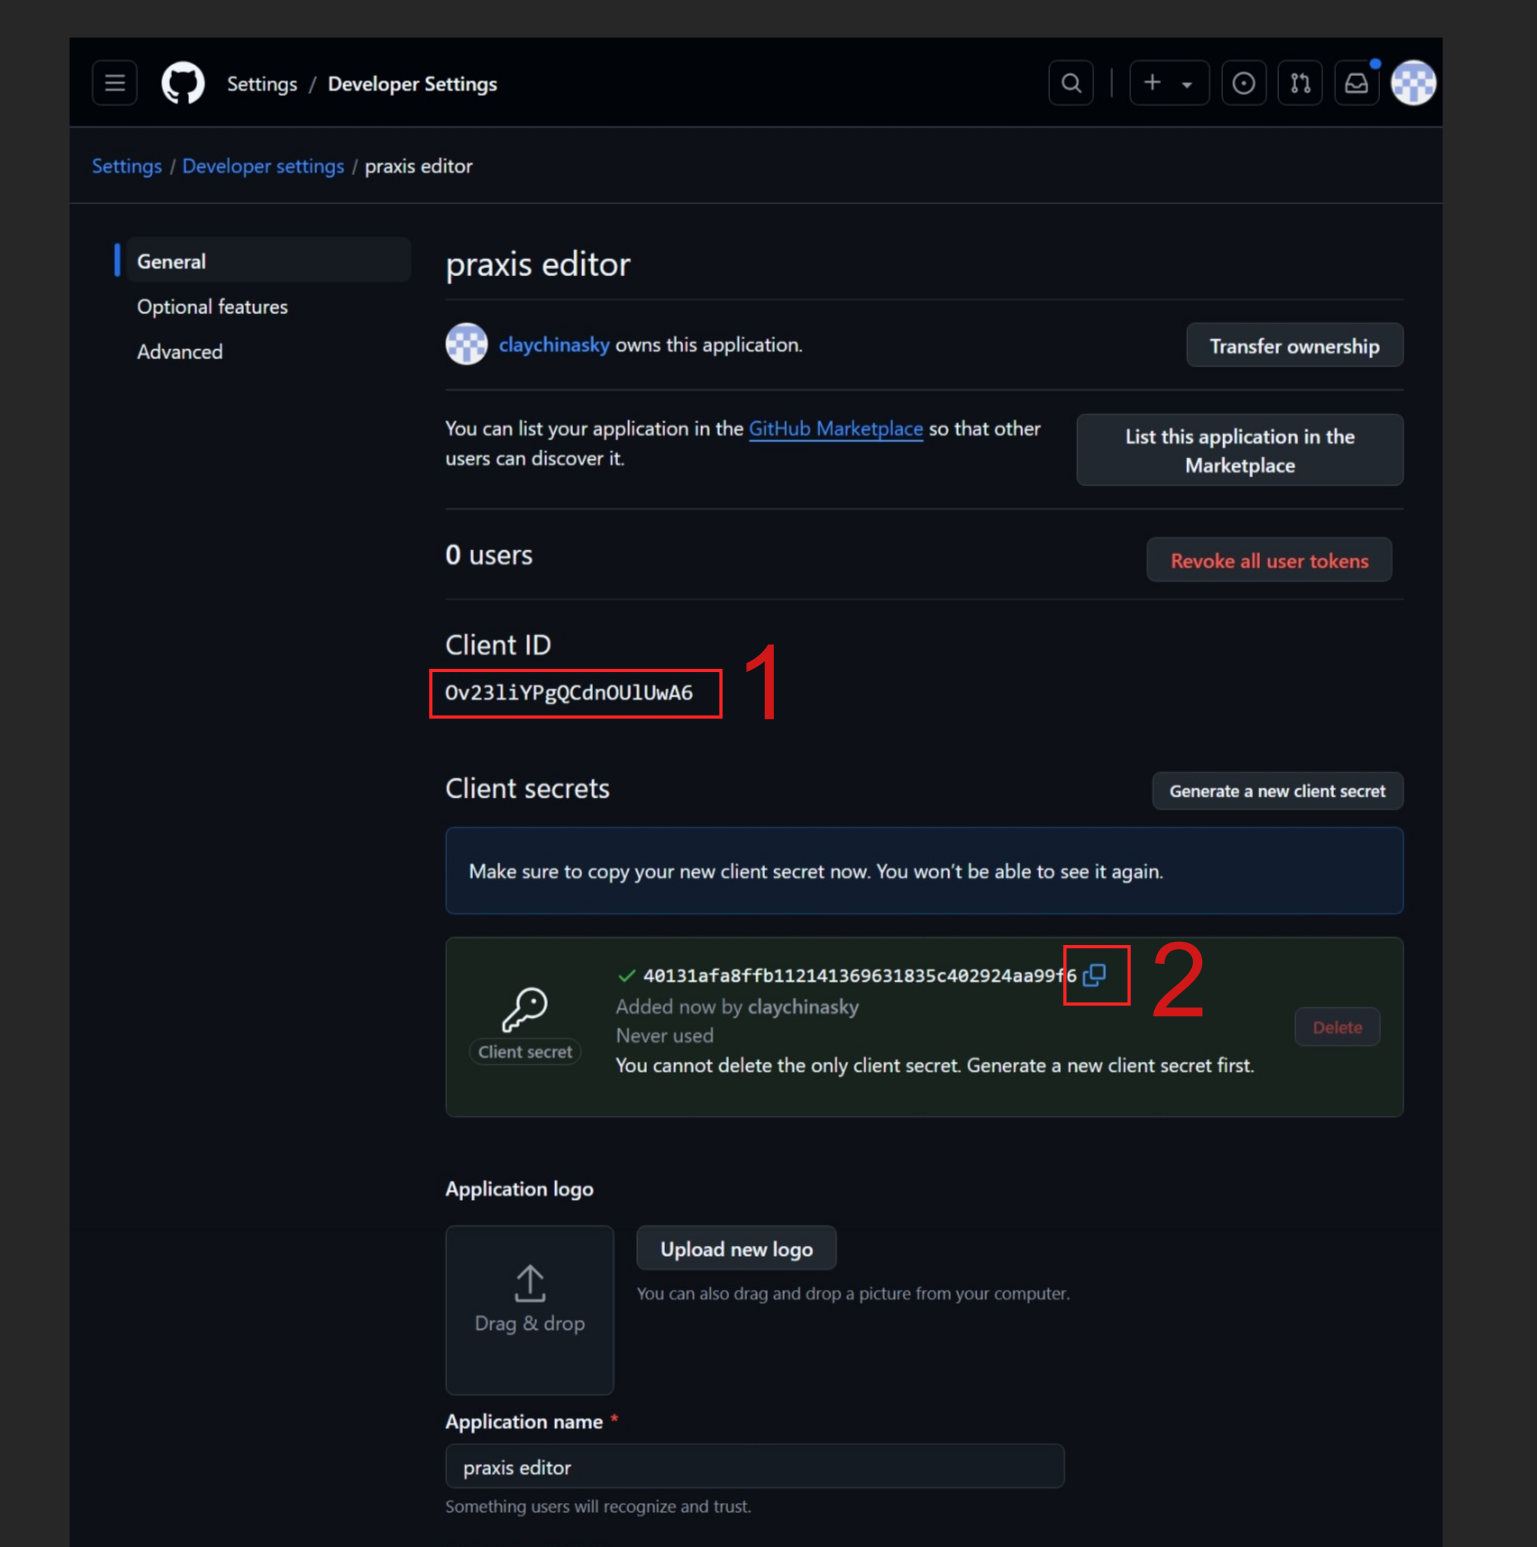 Settings / Developer Settings
Settings / Developer settings / praxis editor
General
Optional features
Advanced
praxis editor
claychinasky owns this application.
Transfer ownership
You can list your application in the GitHub Marketplace so that other
users can discover it.
List this application in the
Marketplace
0 users
Revoke all user tokens
Client ID
Ov23liYPgQCdnOUlUwA6
1
Client secrets
Generate a new client secret
Make sure to copy your new client secret now. You won't be able to see it again.
40131afa8ffb112141369631835c402924aa99f6
2
Added now by claychinasky
Never used
Client secret
You cannot delete the only client secret. Generate a new client secret first.
Delete
Application logo
Drag & drop
Upload new logo
You can also drag and drop a picture from your computer.
Application name *
praxis editor
Something users will recognize and trust.